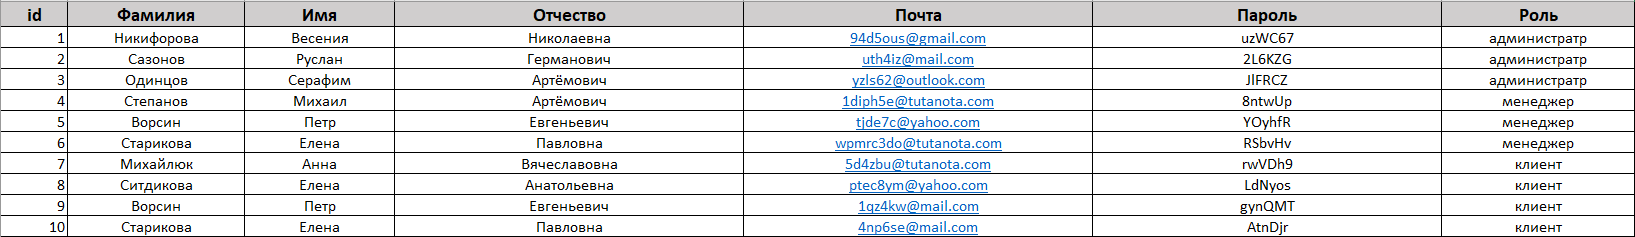 id Фамилия Имя Отчество Почта Пароль Роль
1 Никифорова Весения Николаевна 94d5ous@gmail.com uzWC67 администратр
2 Сазонов Руслан Германович uth4iz@mail.com 2L6KZG администратр
3 Одинцов Серафим Артёмович yzls62@outlook.com JlFRCZ администратр
4 Степанов Михаил Артёмович 1diph5e@tutanota.com 8ntwUp менеджер
5 Ворсин Петр Евгеньевич tjde7c@yahoo.com YOyhfR менеджер
6 Старикова Елена Павловна wpmrc3do@tutanota.com RSbvHv менеджер
7 Михайлюк Анна Вячеславовна 5d4zbu@tutanota.com rwVDh9 клиент
8 Ситдикова Елена Анатольевна ptec8ym@yahoo.com LdNyos клиент
9 Ворсин Петр Евгеньевич 1qz4kw@mail.com gynQMT клиент
10 Старикова Елена Павловна 4np6se@mail.com AtnDjr клиент